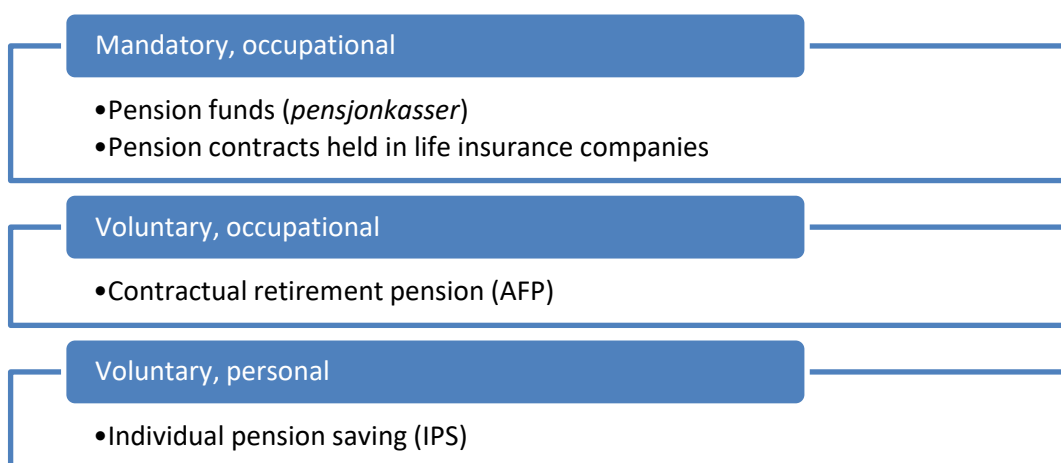 Mandatory, occupational
•Pension funds (pensjonkasser)
•Pension contracts held in life insurance companies
Voluntary, occupational
•Contractual retirement pension (AFP)
Voluntary, personal
•Individual pension saving (IPS)